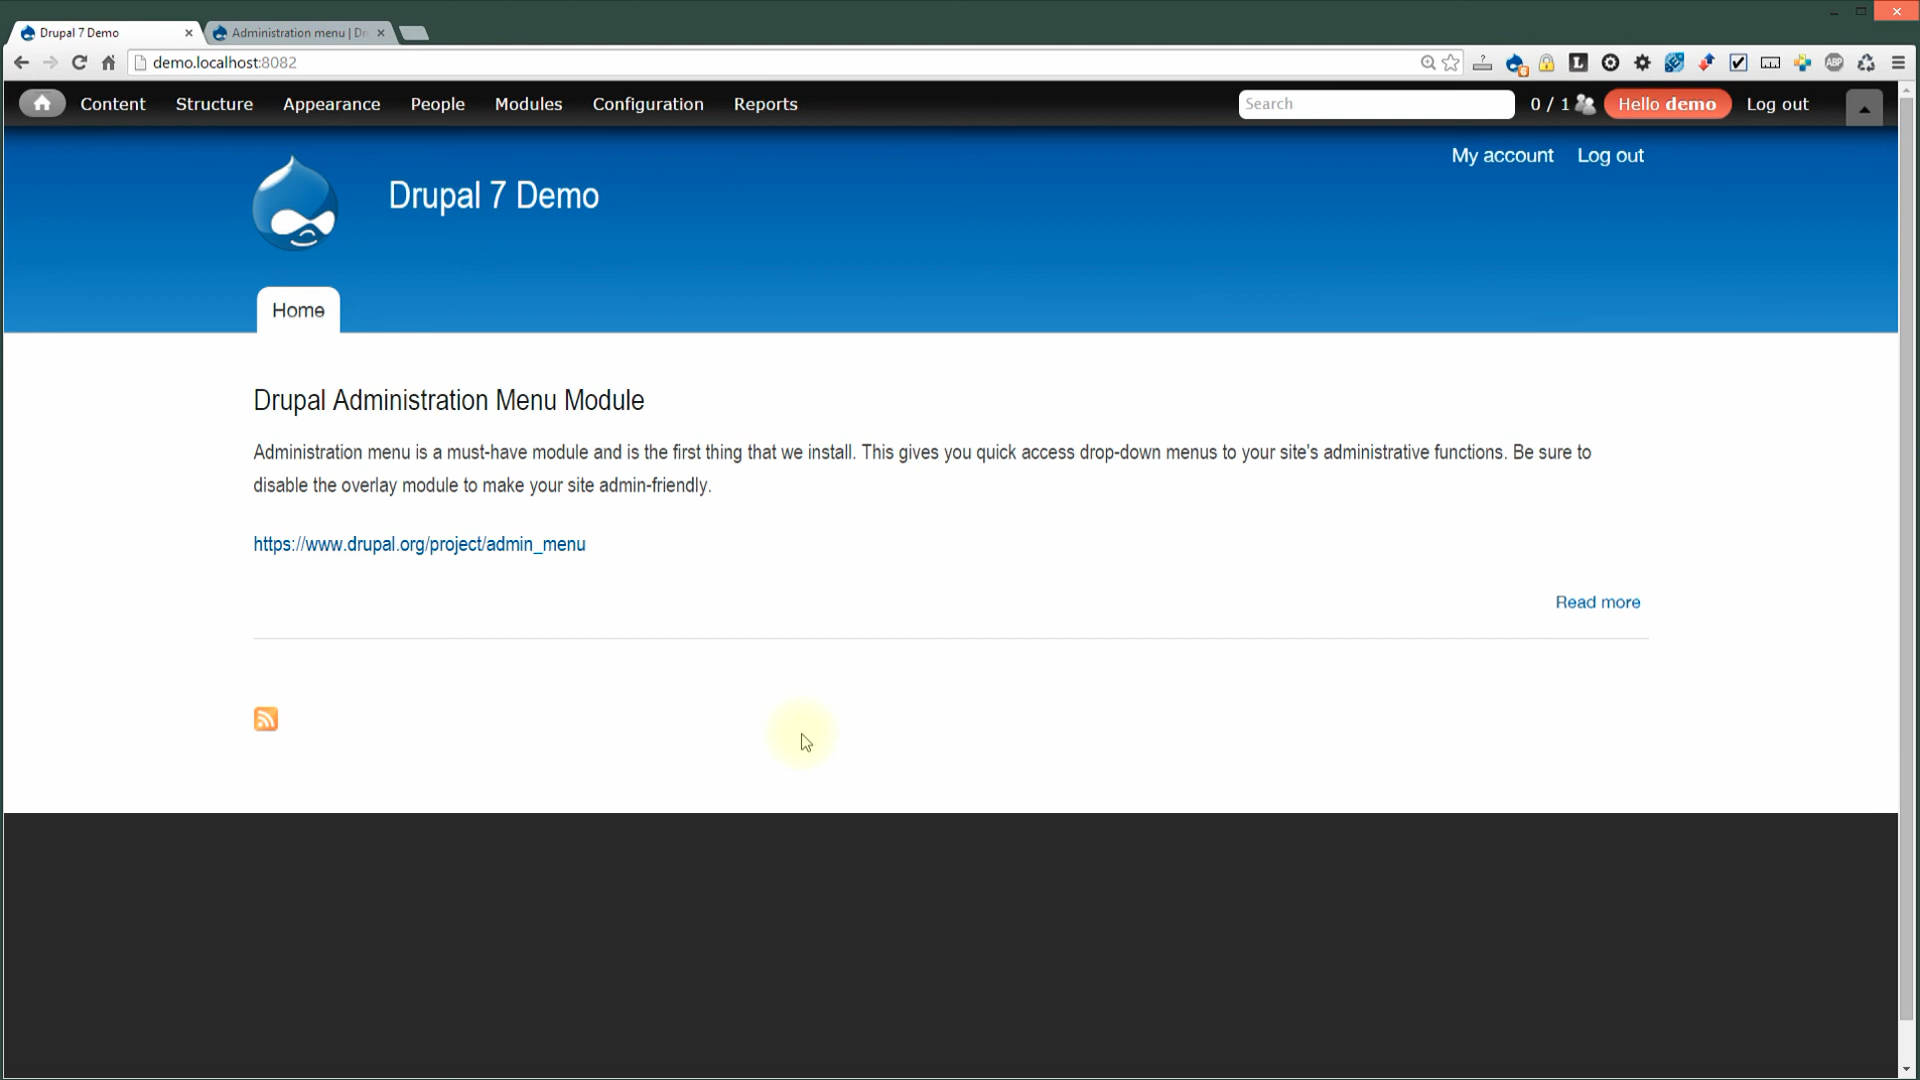 Drupal 7 Demo
Administration menu | Dr
demo.localhost:8082
L
ABP
Content Structure Appearance People Modules Configuration Reports
Search
0 / 1
Hello demo
Log out
My account Log out
Drupal 7 Demo
Home
Drupal Administration Menu Module
Administration menu is a must-have module and is the first thing that we install. This gives you quick access drop-down menus to your site's administrative functions. Be sure to
disable the overlay module to make your site admin-friendly.
https://www.drupal.org/project/admin_menu
Read more